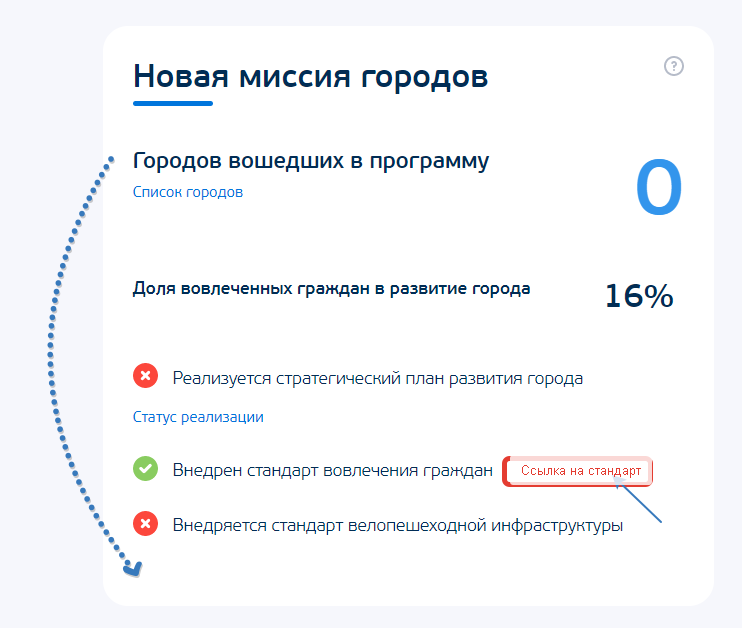 Новая миссия городов
?
Городов вошедших в программу
0
Список городов
Доля вовлеченных граждан в развитие города
16%
Реализуется стратегический план развития города
Статус реализации
Внедрен стандарт вовлечения граждан Ссылка на стандарт
Внедряется стандарт велопешеходной инфраструктуры